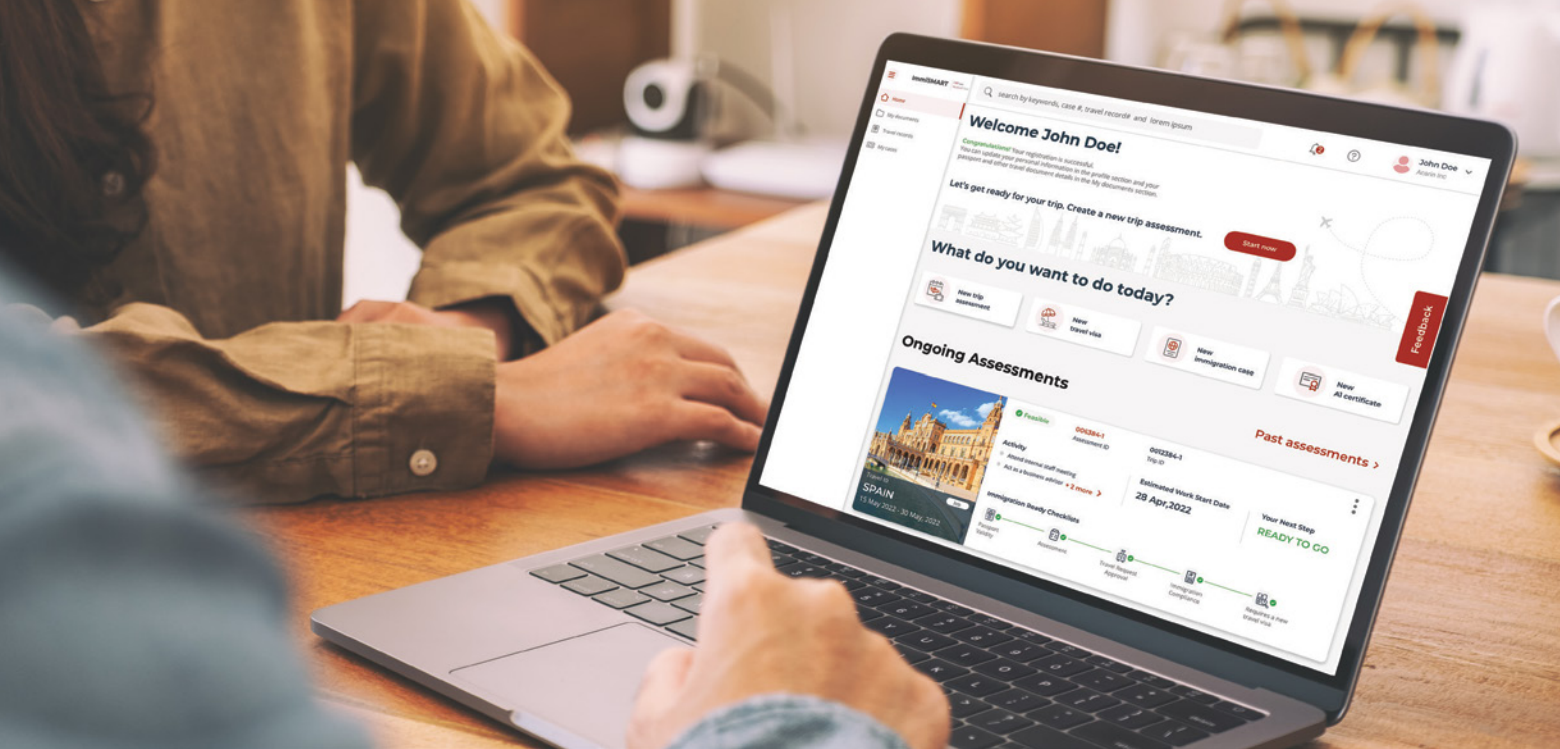 ImmiSMART
search by keywords, case #, travel record# and lorem ipsum
2
John Doe
Acarin Inc
Home
My documents
Travel records
My cases
Welcome John Doe!
Congratulations! Your registration is successful.
You can update your personal information in the profile section and your
passport and other travel document details in the My documents section.
Let's get ready for your trip. Create a new trip assessment.
Start now
What do you want to do today?
New trip
assessment
New
travel visa
New
immigration case
New
A1 certificate
Feedback
Ongoing Assessments
Past assessments >
Travel to
SPAIN
15 May 2022 - 30 May, 2022
Feasible
006384-1
Assessment ID
0012384-1
Trip ID
Activity
Attend internal staff meeting
Act as a business advisor + 2 more >
Estimated Work Start Date
28 Apr,2022
Your Next Step
READY TO GO
Immigration Ready Checklists
Passport
Validity
Assessment
Travel Request
Approval
Immigration
Compliance
Requires a new
travel visa